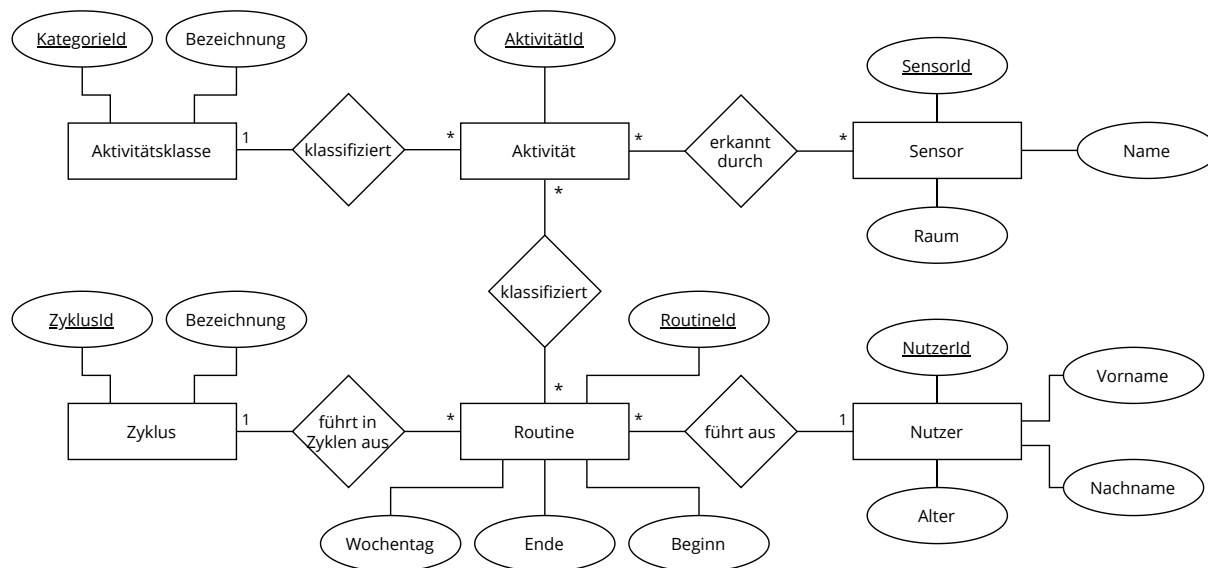 KategorieId
Bezeichnung
AktivitätId
SensorId
Aktivitätsklasse
1
klassifiziert
*
Aktivität
*
erkannt
durch
*
Sensor
Name
*
Raum
klassifiziert
ZyklusId
Bezeichnung
RoutineId
NutzerId
Vorname
*
Zyklus
1
führt in
Zyklen aus
*
Routine
*
führt aus
1
Nutzer
Nachname
Wochentag
Ende
Beginn
Alter